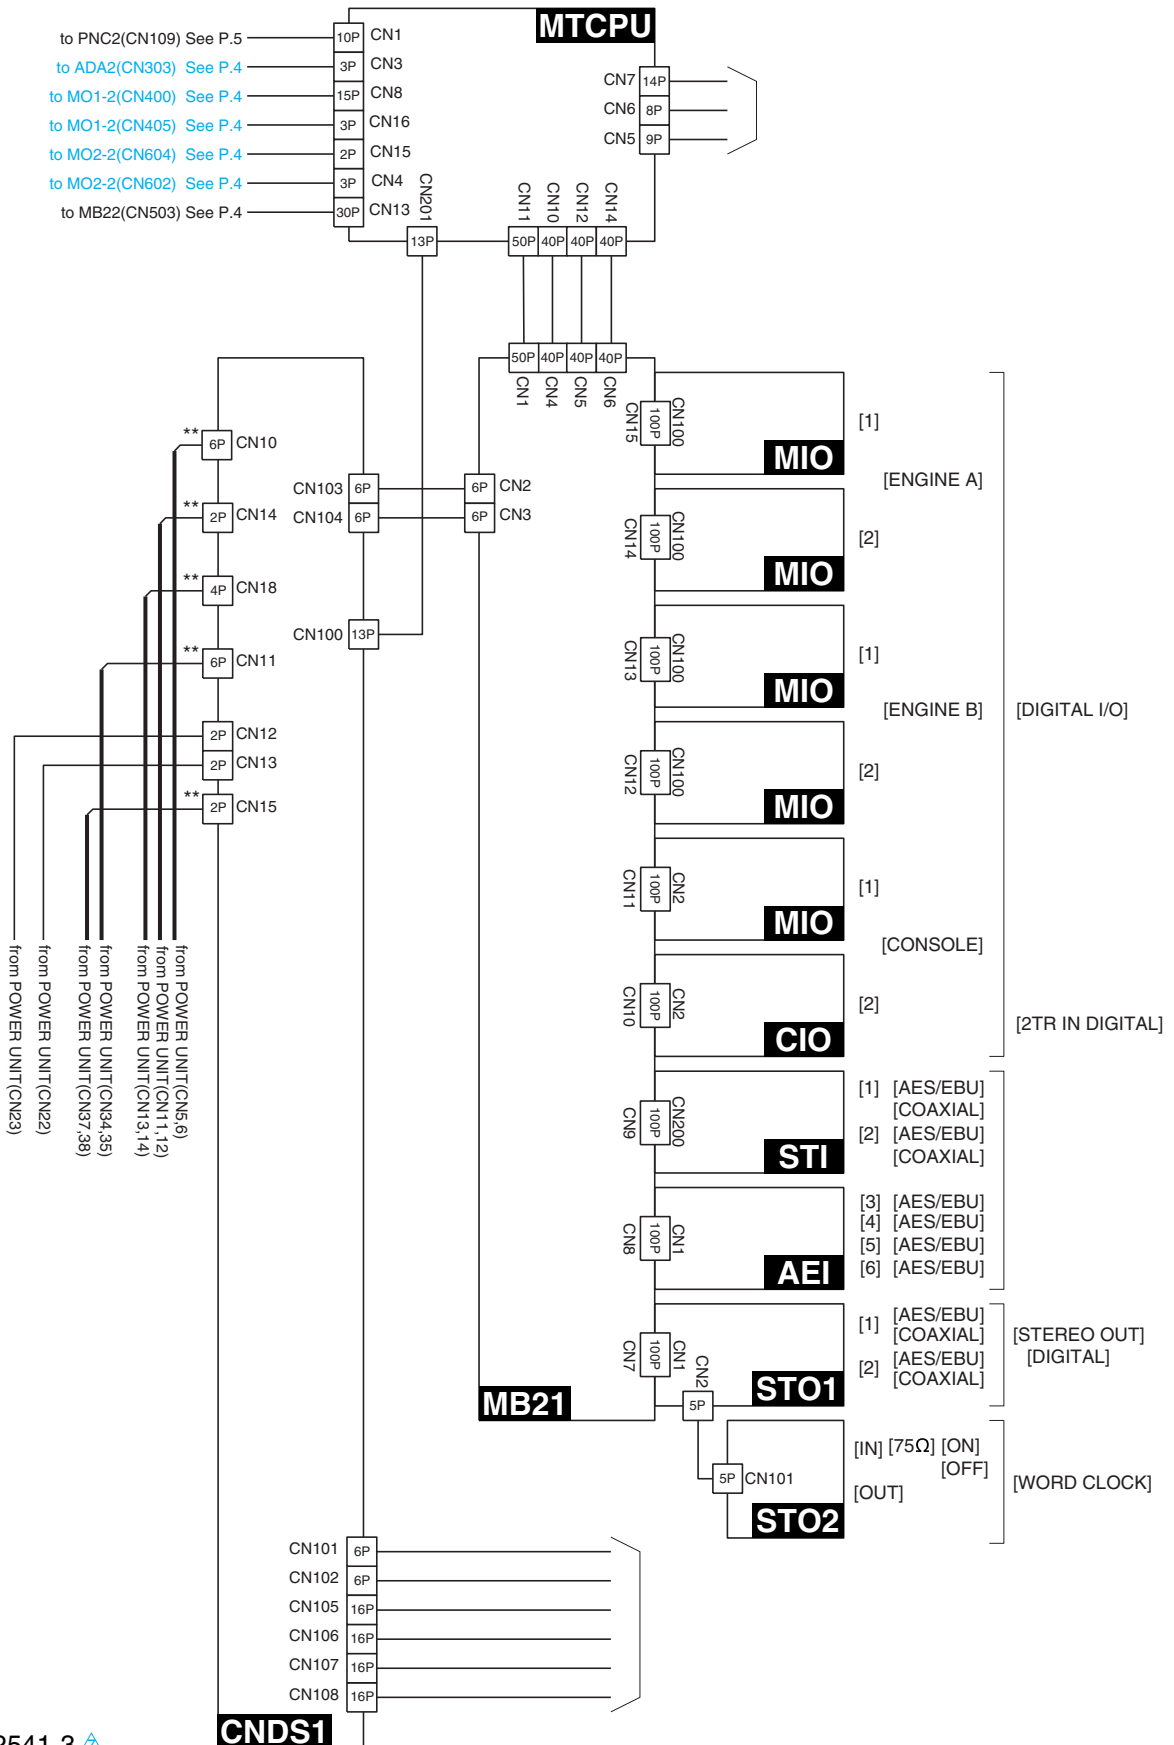 MTCPU
to PNC2(CN109) See P.5 10P CN1
to ADA2(CN303) See P.4 3P CN3
to MO1-2(CN400) See P.4 15P CN8
to MO1-2(CN405) See P.4 3P CN16
to MO2-2(CN604) See P.4 2P CN15
to MO2-2(CN602) See P.4 3P CN4
to MB22(CN503) See P.4 30P CN13
CN7 14P
CN6 8P
CN5 9P
CN201 CN11 CN10 CN12 CN14
13P 50P 40P 40P 40P
50P 40P 40P 40P
CN1 CN4 CN5 CN6
CN15 100P CN100 [1]
MIO
[ENGINE A]
CN14 100P CN100 [2]
MIO
CN13 100P CN100 [1]
MIO
[ENGINE B] [DIGITAL I/O]
CN12 100P CN100 [2]
MIO
CN11 100P CN2 [1]
MIO
[CONSOLE]
CN10 100P CN2 [2]
CIO
[2TR IN DIGITAL]
CN9 100P CN200
STI
[1] [AES/EBU]
[COAXIAL]
[2] [AES/EBU]
[COAXIAL]
CN8 100P CN1
AEI
[3] [AES/EBU]
[4] [AES/EBU]
[5] [AES/EBU]
[6] [AES/EBU]
CN7 100P CN1
STO1
[1] [AES/EBU]
[COAXIAL]
[2] [AES/EBU]
[COAXIAL]
[STEREO OUT]
[DIGITAL]
MB21
CN2
5P
5P CN101
STO2
[IN] [75Ω] [ON]
[OFF]
[OUT]
[WORD CLOCK]
** 6P CN10
** 2P CN14
** 4P CN18
** 6P CN11
2P CN12
2P CN13
** 2P CN15
CN103 6P 6P CN2
CN104 6P 6P CN3
CN100 13P
from POWER UNIT(CN23)
from POWER UNIT(CN22)
from POWER UNIT(CN37,38)
from POWER UNIT(CN34,35)
from POWER UNIT(CN13,14)
from POWER UNIT(CN11,12)
from POWER UNIT(CN5,6)
CN101 6P
CN102 6P
CN105 16P
CN106 16P
CN107 16P
CN108 16P
CNDS1